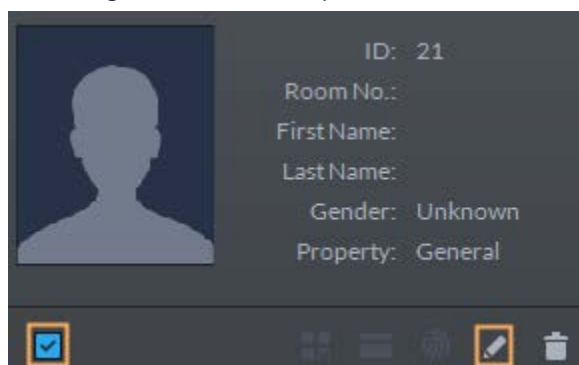 ID: 21
Room No.:
First Name:
Last Name:
Gender: Unknown
Property: General